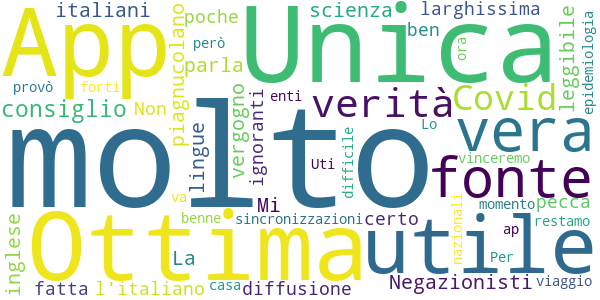 italiani
poche
scienza
larghissima
App
Unica
però
ben
ora
leggibile
epidemiologia
provò
forti
piagnucolano
parla
consiglio
Non
lingue
vergogno
ignoranti
enti
verità
Covid
vera
molto
Uti
difficile
Lo
fonte
vinceremo
va
Mi
inglese
Ottima
benne
sincronizzazioni
certo
utile
nazionali
momento
pecca
ap
restamo
La
Per
fatta
l'italiano
casa
diffusione
Negazionisti
viaggio